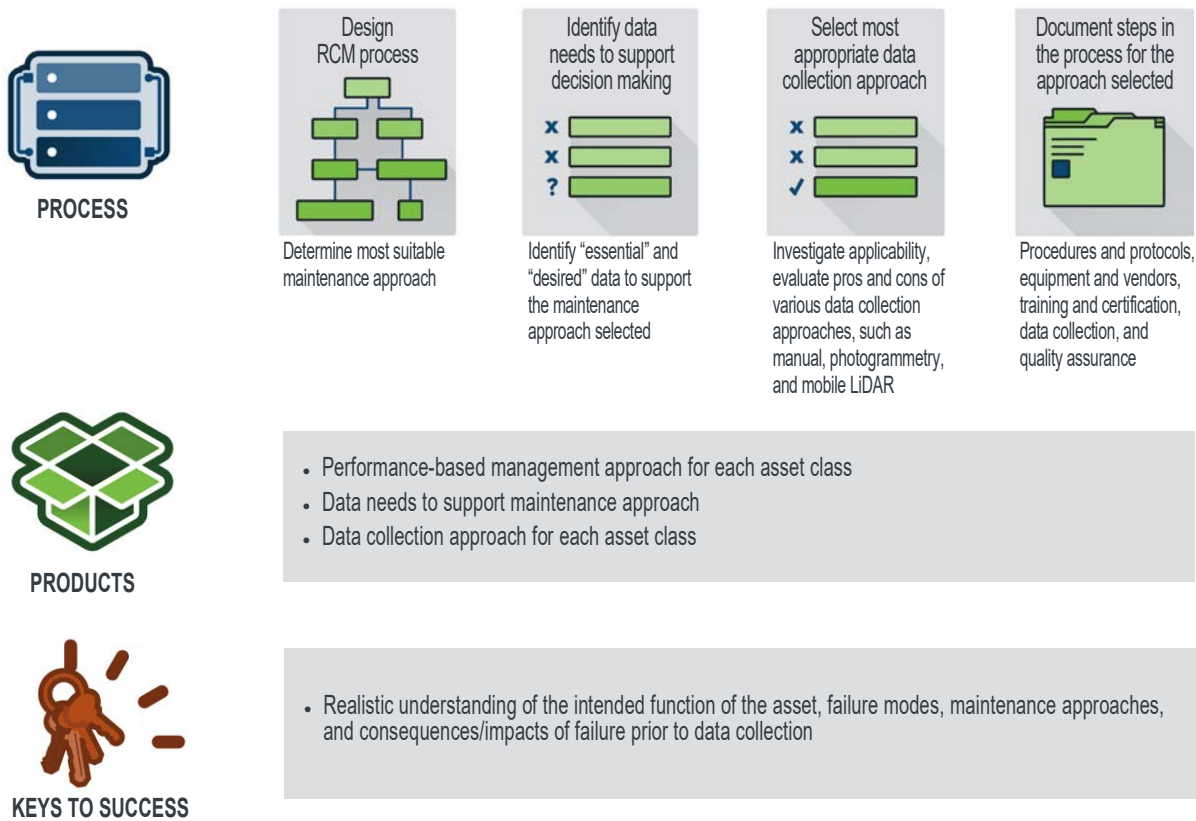 Design
RCM process
Identify data
needs to support
decision making
x
x
?
Select most
appropriate data
collection approach
x
x
✓
Document steps in
the process for the
approach selected
PROCESS
Determine most suitable
maintenance approach
Identify “essential” and
“desired” data to support
the maintenance
approach selected
Investigate applicability,
evaluate pros and cons of
various data collection
approaches, such as
manual, photogrammetry,
and mobile LiDAR
Procedures and protocols,
equipment and vendors,
training and certification,
data collection, and
quality assurance
PRODUCTS
• Performance-based management approach for each asset class
• Data needs to support maintenance approach
• Data collection approach for each asset class
KEYS TO SUCCESS
• Realistic understanding of the intended function of the asset, failure modes, maintenance approaches,
and consequences/impacts of failure prior to data collection